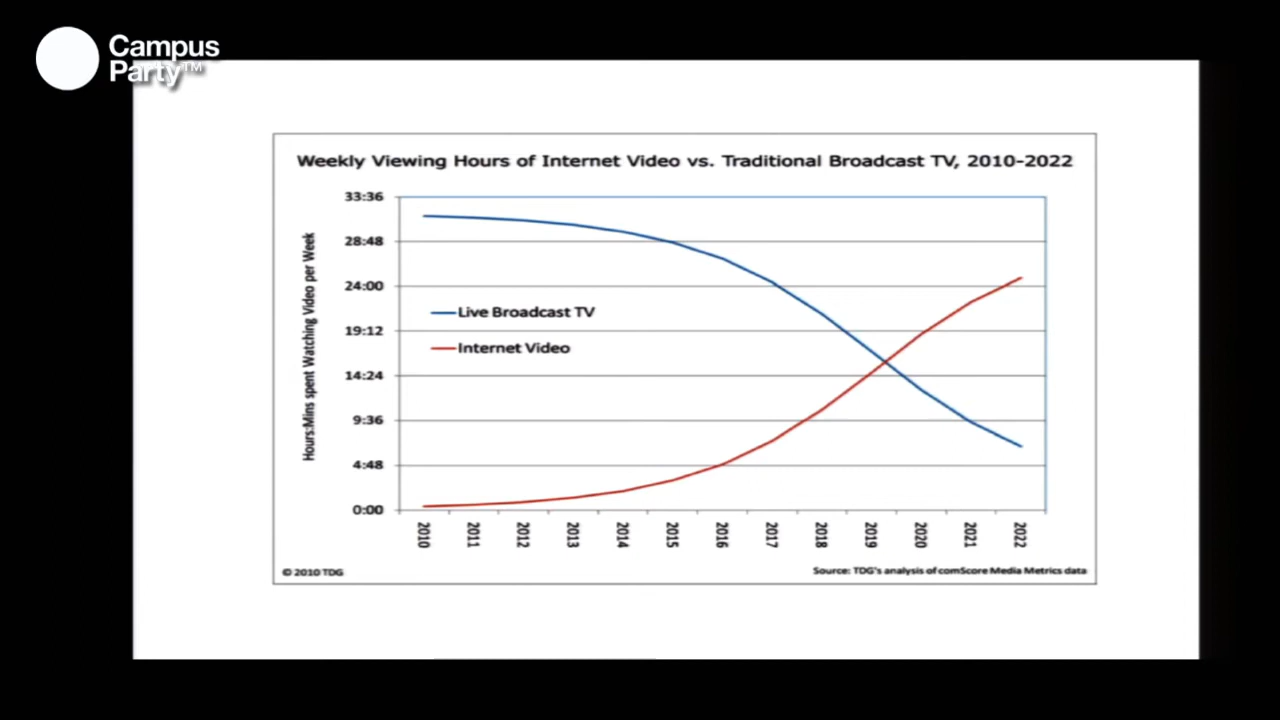 Campus
Party™
Weekly Viewing Hours of Internet Video vs. Traditional Broadcast TV, 2010-2022
33:36
28:48
24:00
19:12
14:24
9:36
4:48
0:00
Hours:Mins spent Watching Video per Week
Live Broadcast TV
Internet Video
2010
2011
2012
2013
2014
2015
2016
2017
2018
2019
2020
2021
2022
© 2010 TDG
Source: TDG's analysis of comScore Media Metrics data